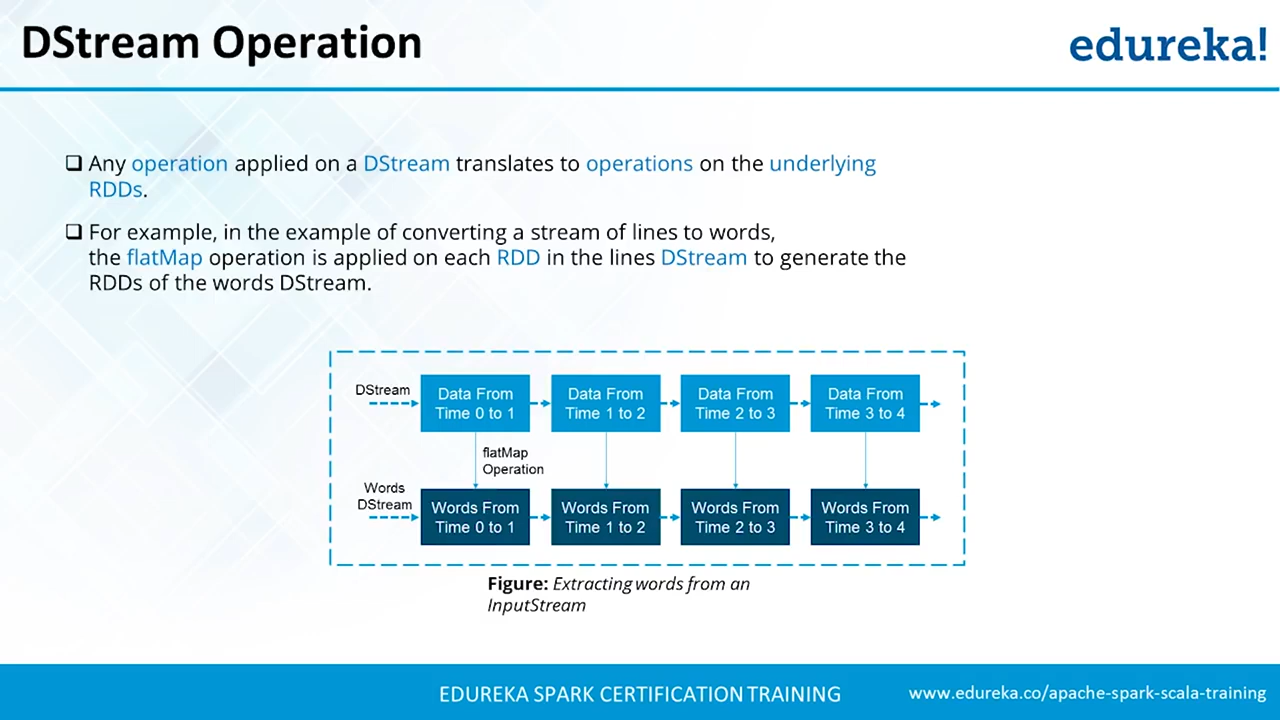 DStream Operation
edureka!
Any operation applied on a DStream translates to operations on the underlying
RDDs.
For example, in the example of converting a stream of lines to words,
the flatMap operation is applied on each RDD in the lines DStream to generate the
RDDs of the words DStream.
DStream
Data From
Time 0 to 1
Data From
Time 1 to 2
Data From
Time 2 to 3
Data From
Time 3 to 4
flatMap
Operation
Words
DStream
Words From
Time 0 to 1
Words From
Time 1 to 2
Words From
Time 2 to 3
Words From
Time 3 to 4
Figure: Extracting words from an
InputStream
EDUREKA SPARK CERTIFICATION TRAINING
www.edureka.co/apache-spark-scala-training